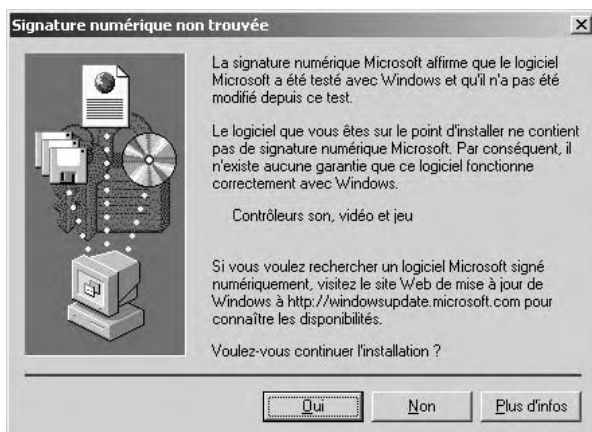 Signature numérique non trouvée
La signature numérique Microsoft affirme que le logiciel
Microsoft a été testé avec Windows et qu'il n'a pas été
modifié depuis ce test.
Le logiciel que vous êtes sur le point d'installer ne contient
pas de signature numérique Microsoft. Par conséquent, il
n'existe aucune garantie que ce logiciel fonctionne
correctement avec Windows.
Contrôleurs son, vidéo et jeu
Si vous voulez rechercher un logiciel Microsoft signé
numériquement, visitez le site Web de mise à jour de
Windows à http://windowsupdate.microsoft.com pour
connaître les disponibilités.
Voulez-vous continuer l'installation ?
Oui
Non
Plus d'infos